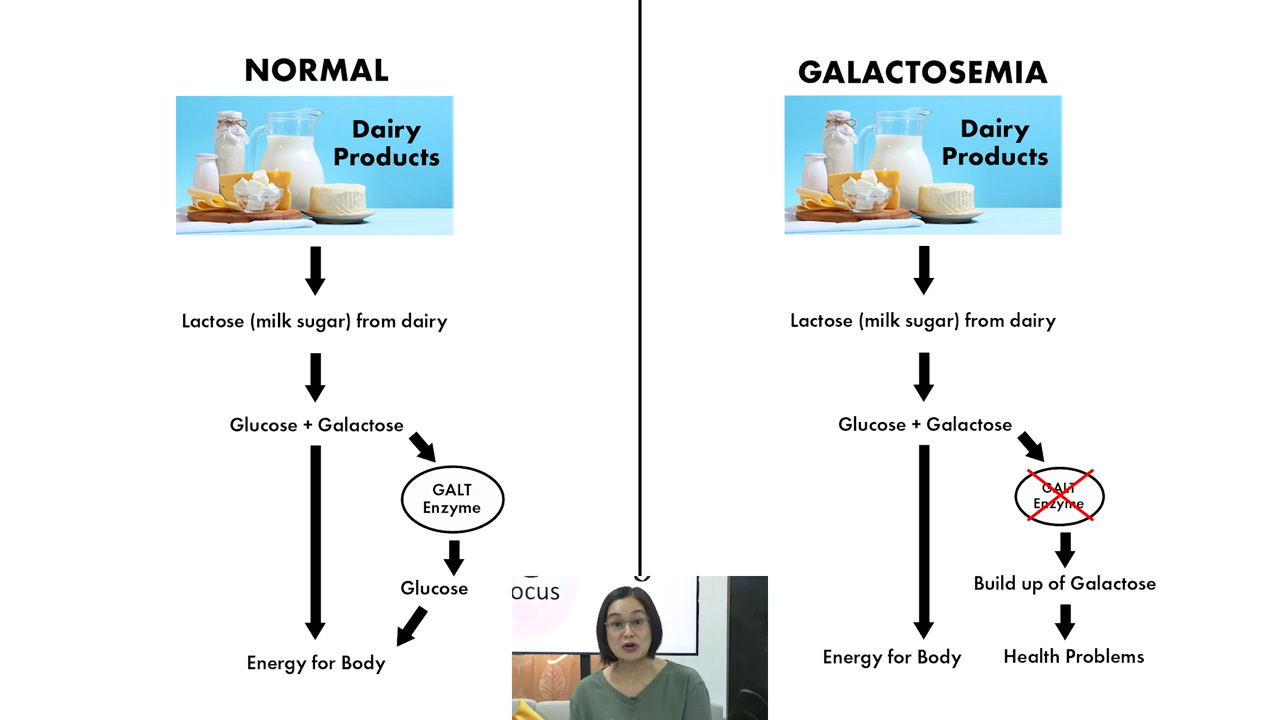 NORMAL
Dairy
Products
Lactose (milk sugar) from dairy
Glucose + Galactose
GALT
Enzyme
Glucose
Energy for Body
GALACTOSEMIA
Dairy
Products
Lactose (milk sugar) from dairy
Glucose + Galactose
GALT
Enzyme
Build up of Galactose
Energy for Body
Health Problems
ocus